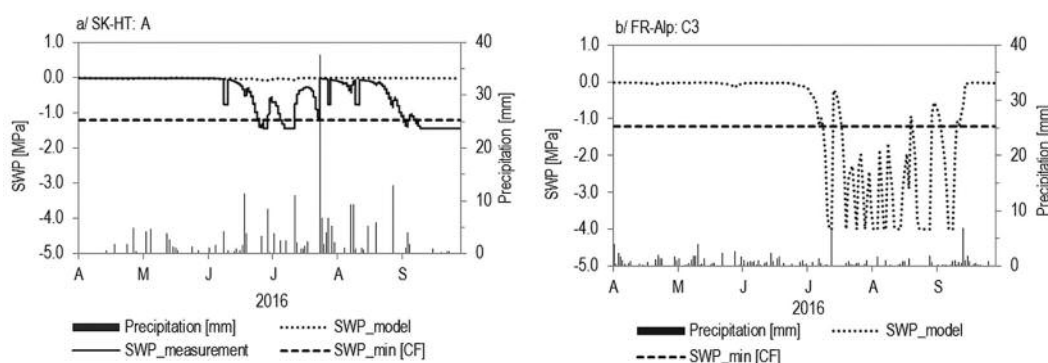 a/ SK-HT: A
1.0
0.0
-1.0
-2.0
-3.0
-4.0
-5.0
SWP [MPa]
40
30
20
10
0
Precipitation [mm]
A M J J A S
2016
Precipitation [mm] SWP_model
SWP_measurement SWP_min [CF]
b/ FR-Alp: C3
1.0
0.0
-1.0
-2.0
-3.0
-4.0
-5.0
SWP [MPa]
40
30
20
10
0
Precipitation [mm]
A M J J A S
2016
Precipitation [mm] SWP_model
SWP_min [CF]